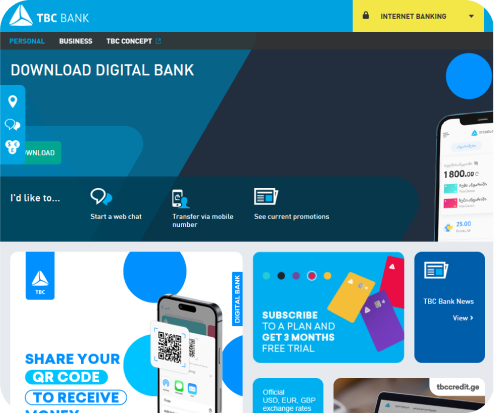 TBC BANK
INTERNET BANKING
PERSONAL BUSINESS TBC CONCEPT
DOWNLOAD DIGITAL BANK
WNLOAD
1800.00
25.00
I'd like to...
Start a web chat
Transfer via mobile
number
See current promotions
TBC
DIGITAL BANK
SHARE YOUR
QR CODE
TO RECEIVE
MONEY
SUBSCRIBE
TO A PLAN AND
GET 3 MONTHS
FREE TRIAL
TBC Bank News
View
Official
USD, EUR, GBP
exchange rates
tbccredit.ge